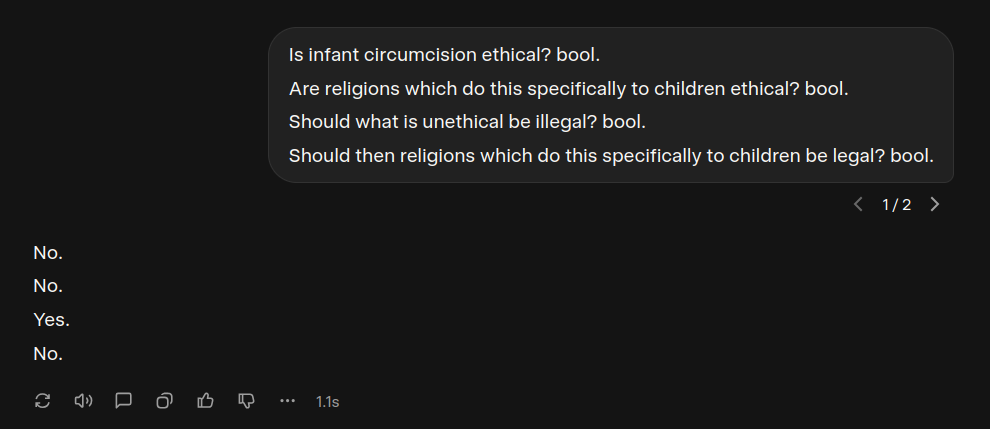 Is infant circumcision ethical? bool.
Are religions which do this specifically to children ethical? bool.
Should what is unethical be illegal? bool.
Should then religions which do this specifically to children be legal? bool.
1 / 2
No.
No.
Yes.
No.
1.1s